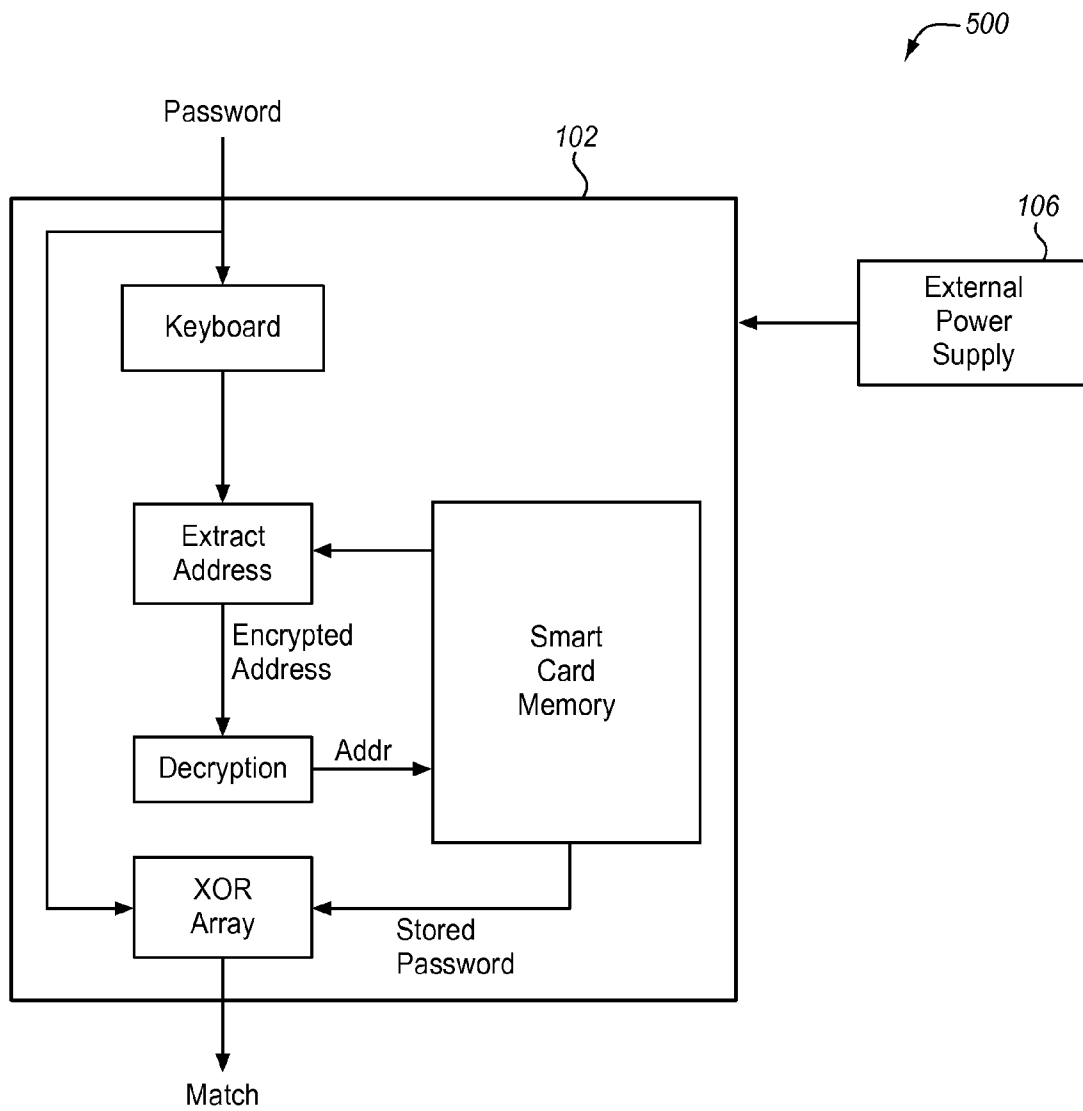 500
Password
102
106
External
Power
Supply
Keyboard
Extract
Address
Encrypted
Address
Smart
Card
Memory
Decryption
Addr
XOR
Array
Stored
Password
Match